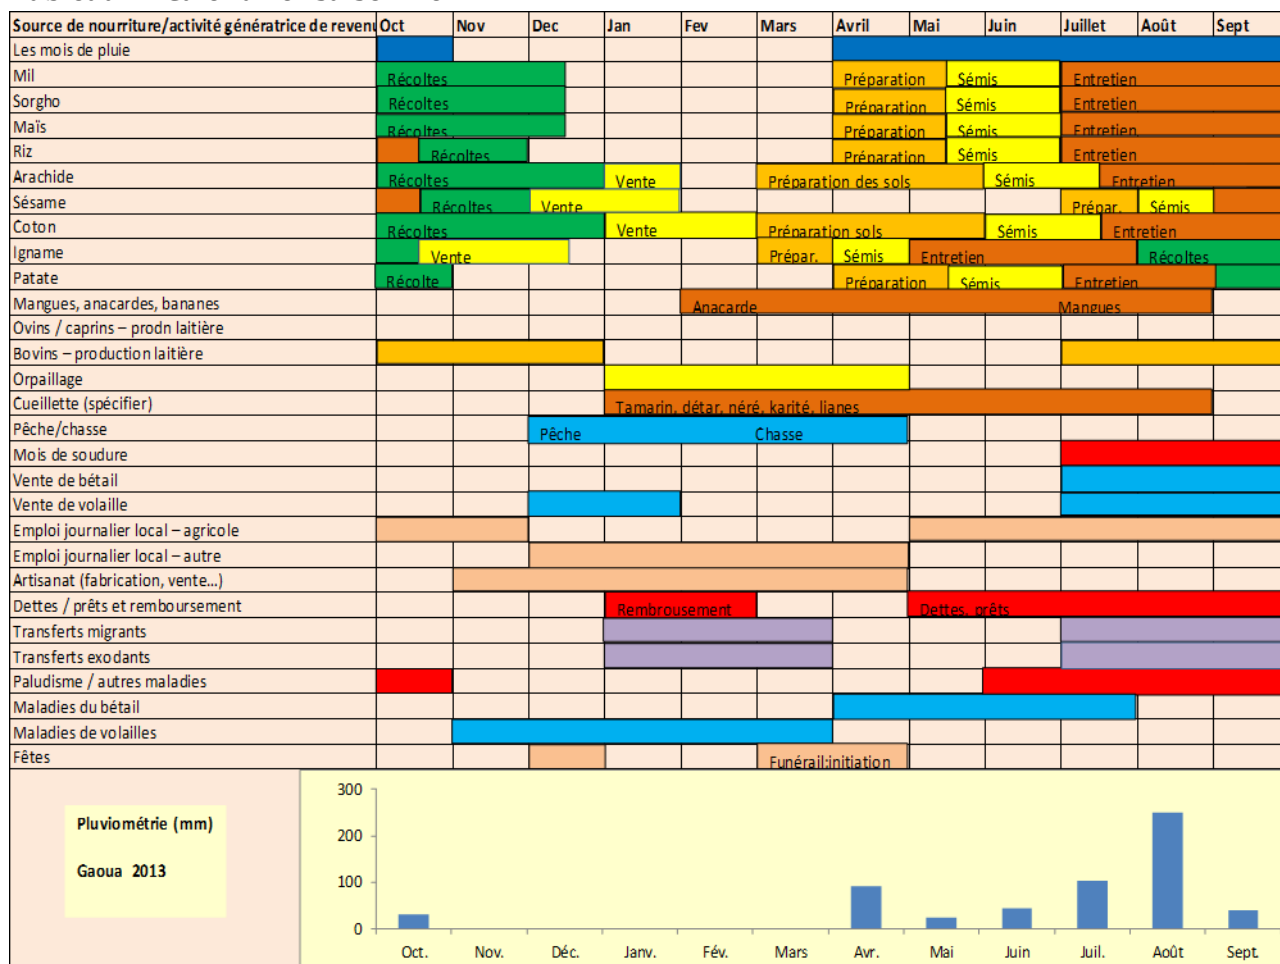 Source de nourriture/activité génératrice de revenu Oct Nov Dec Jan Fev Mars Avril Mai Juin Juillet Août Sept
Les mois de pluie
Mil Récoltes Préparation Sémis Entretien
Sorgho Récoltes Préparation Sémis Entretien
Maïs Récoltes Préparation Sémis Entretien
Riz Récoltes Préparation Sémis Entretien
Arachide Récoltes Vente Préparation des sols Sémis Entretien
Sésame Récoltes Vente Prépar. Sémis
Coton Récoltes Vente Préparation sols Sémis Entretien
Igname Vente Prépar. Sémis Entretien Récoltes
Patate Récolte Préparation Sémis Entretien
Mangues, anacardes, bananes Anacarde Mangues
Ovins / caprins – prodn laitière
Bovins – production laitière
Orpaillage
Cueillette (spécifier) Tamarin, détar, néré, karité, lianes
Pêche/chasse Pêche Chasse
Mois de soudure
Vente de bétail
Vente de volaille
Emploi journalier local – agricole
Emploi journalier local – autre
Artisanat (fabrication, vente...)
Dettes / prêts et remboursement Rembrousement Dettes, prêts
Transferts migrants
Transferts exodants
Paludisme / autres maladies
Maladies du bétail
Maladies de volailles
Fêtes Funérail;initiation
Pluviométrie (mm)
Gaoua 2013
300
200
100
0
Oct. Nov. Déc. Janv. Fév. Mars Avr. Mai Juin Juil. Août Sept.